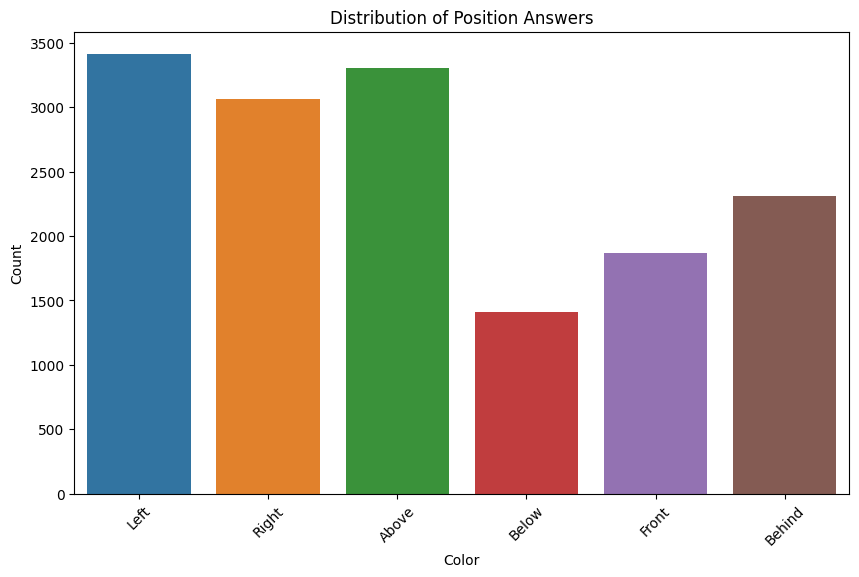 Distribution of Position Answers
3500
3000
2500
2000
1500
1000
500
0
Count
Left
Right
Above
Below
Front
Behind
Color